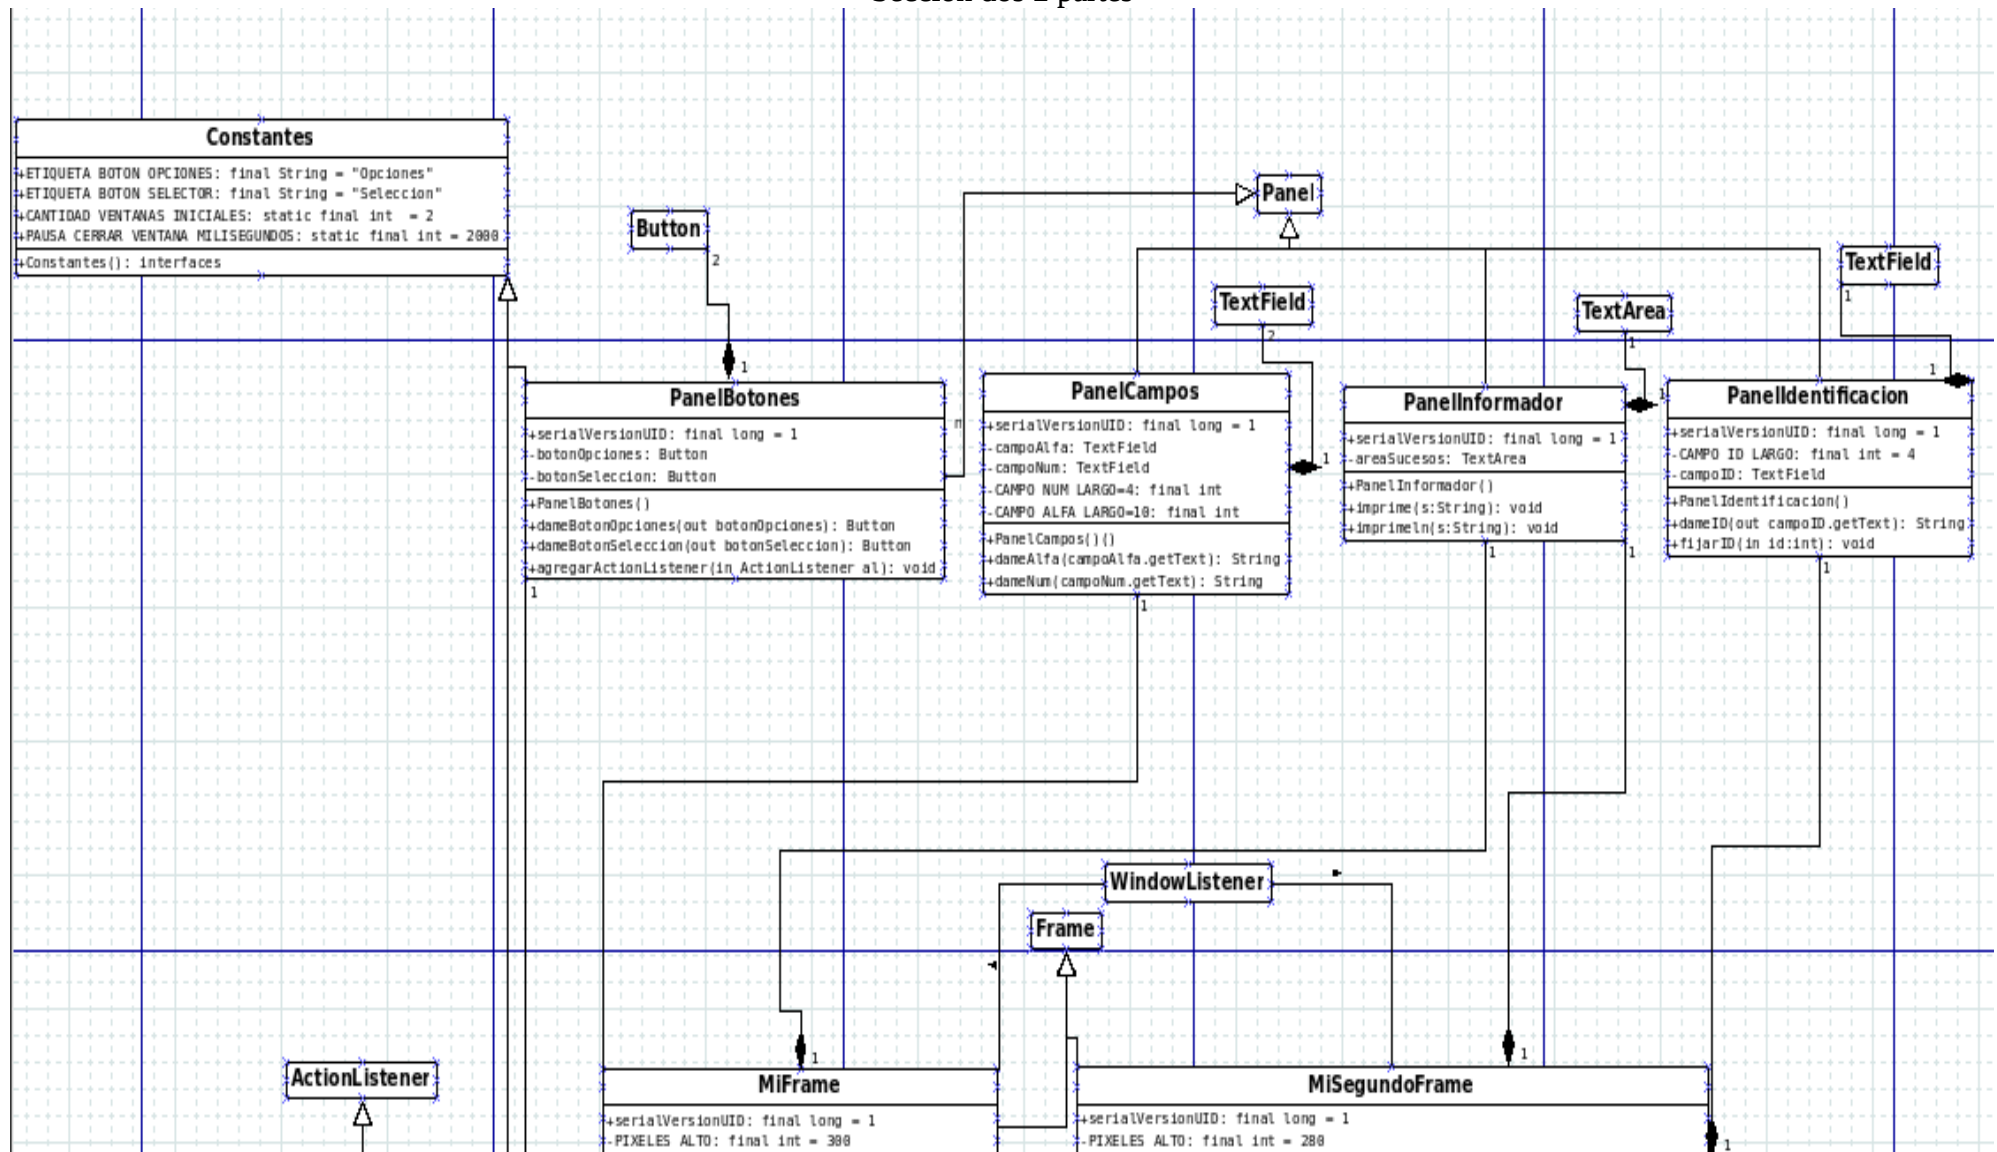 Constantes
+ETIQUETA BOTON OPCIONES: final String = "Opciones"
+ETIQUETA BOTON SELECTOR: final String = "Seleccion"
+CANTIDAD VENTANAS INICIALES: static final int = 2
+PAUSA CERRAR VENTANA MILISEGUNDOS: static final int = 2000
+Constantes(): interfaces
Button
2
1
Panel
TextField
2
1
TextArea
1
1
TextField
1
1
PanelBotones
+serialVersionUID: final long = 1
-botonOpciones: Button
-botonSeleccion: Button
+PanelBotones()
+dameBotonOpciones(out botonOpciones): Button
+dameBotonSeleccion(out botonSeleccion): Button
+agregarActionListener(in ActionListener al): void
1
PanelCampos
+serialVersionUID: final long = 1
-campoAlfa: TextField
-campoNum: TextField
-CAMPO NUM LARGO=4: final int
-CAMPO ALFA LARGO=10: final int
+PanelCampos()()
+dameAlfa(campoAlfa.getText): String
+dameNum(campoNum.getText): String
1
PanelInformador
+serialVersionUID: final long = 1
-areaSucesos: TextArea
+PanelInformador()
+imprime(s:String): void
+imprimeln(s:String): void
1
1
PanelIdentificacion
+serialVersionUID: final long = 1
-CAMPO ID LARGO: final int = 4
-campoID: TextField
+PanelIdentificacion()
+dameID(out campoID.getText): String
+fijarID(in id:int): void
1
WindowListener
Frame
ActionListener
1
MiFrame
+serialVersionUID: final long = 1
-PIXELES ALTO: final int = 300
1
MiSegundoFrame
+serialVersionUID: final long = 1
-PIXELES ALTO: final int = 280
1